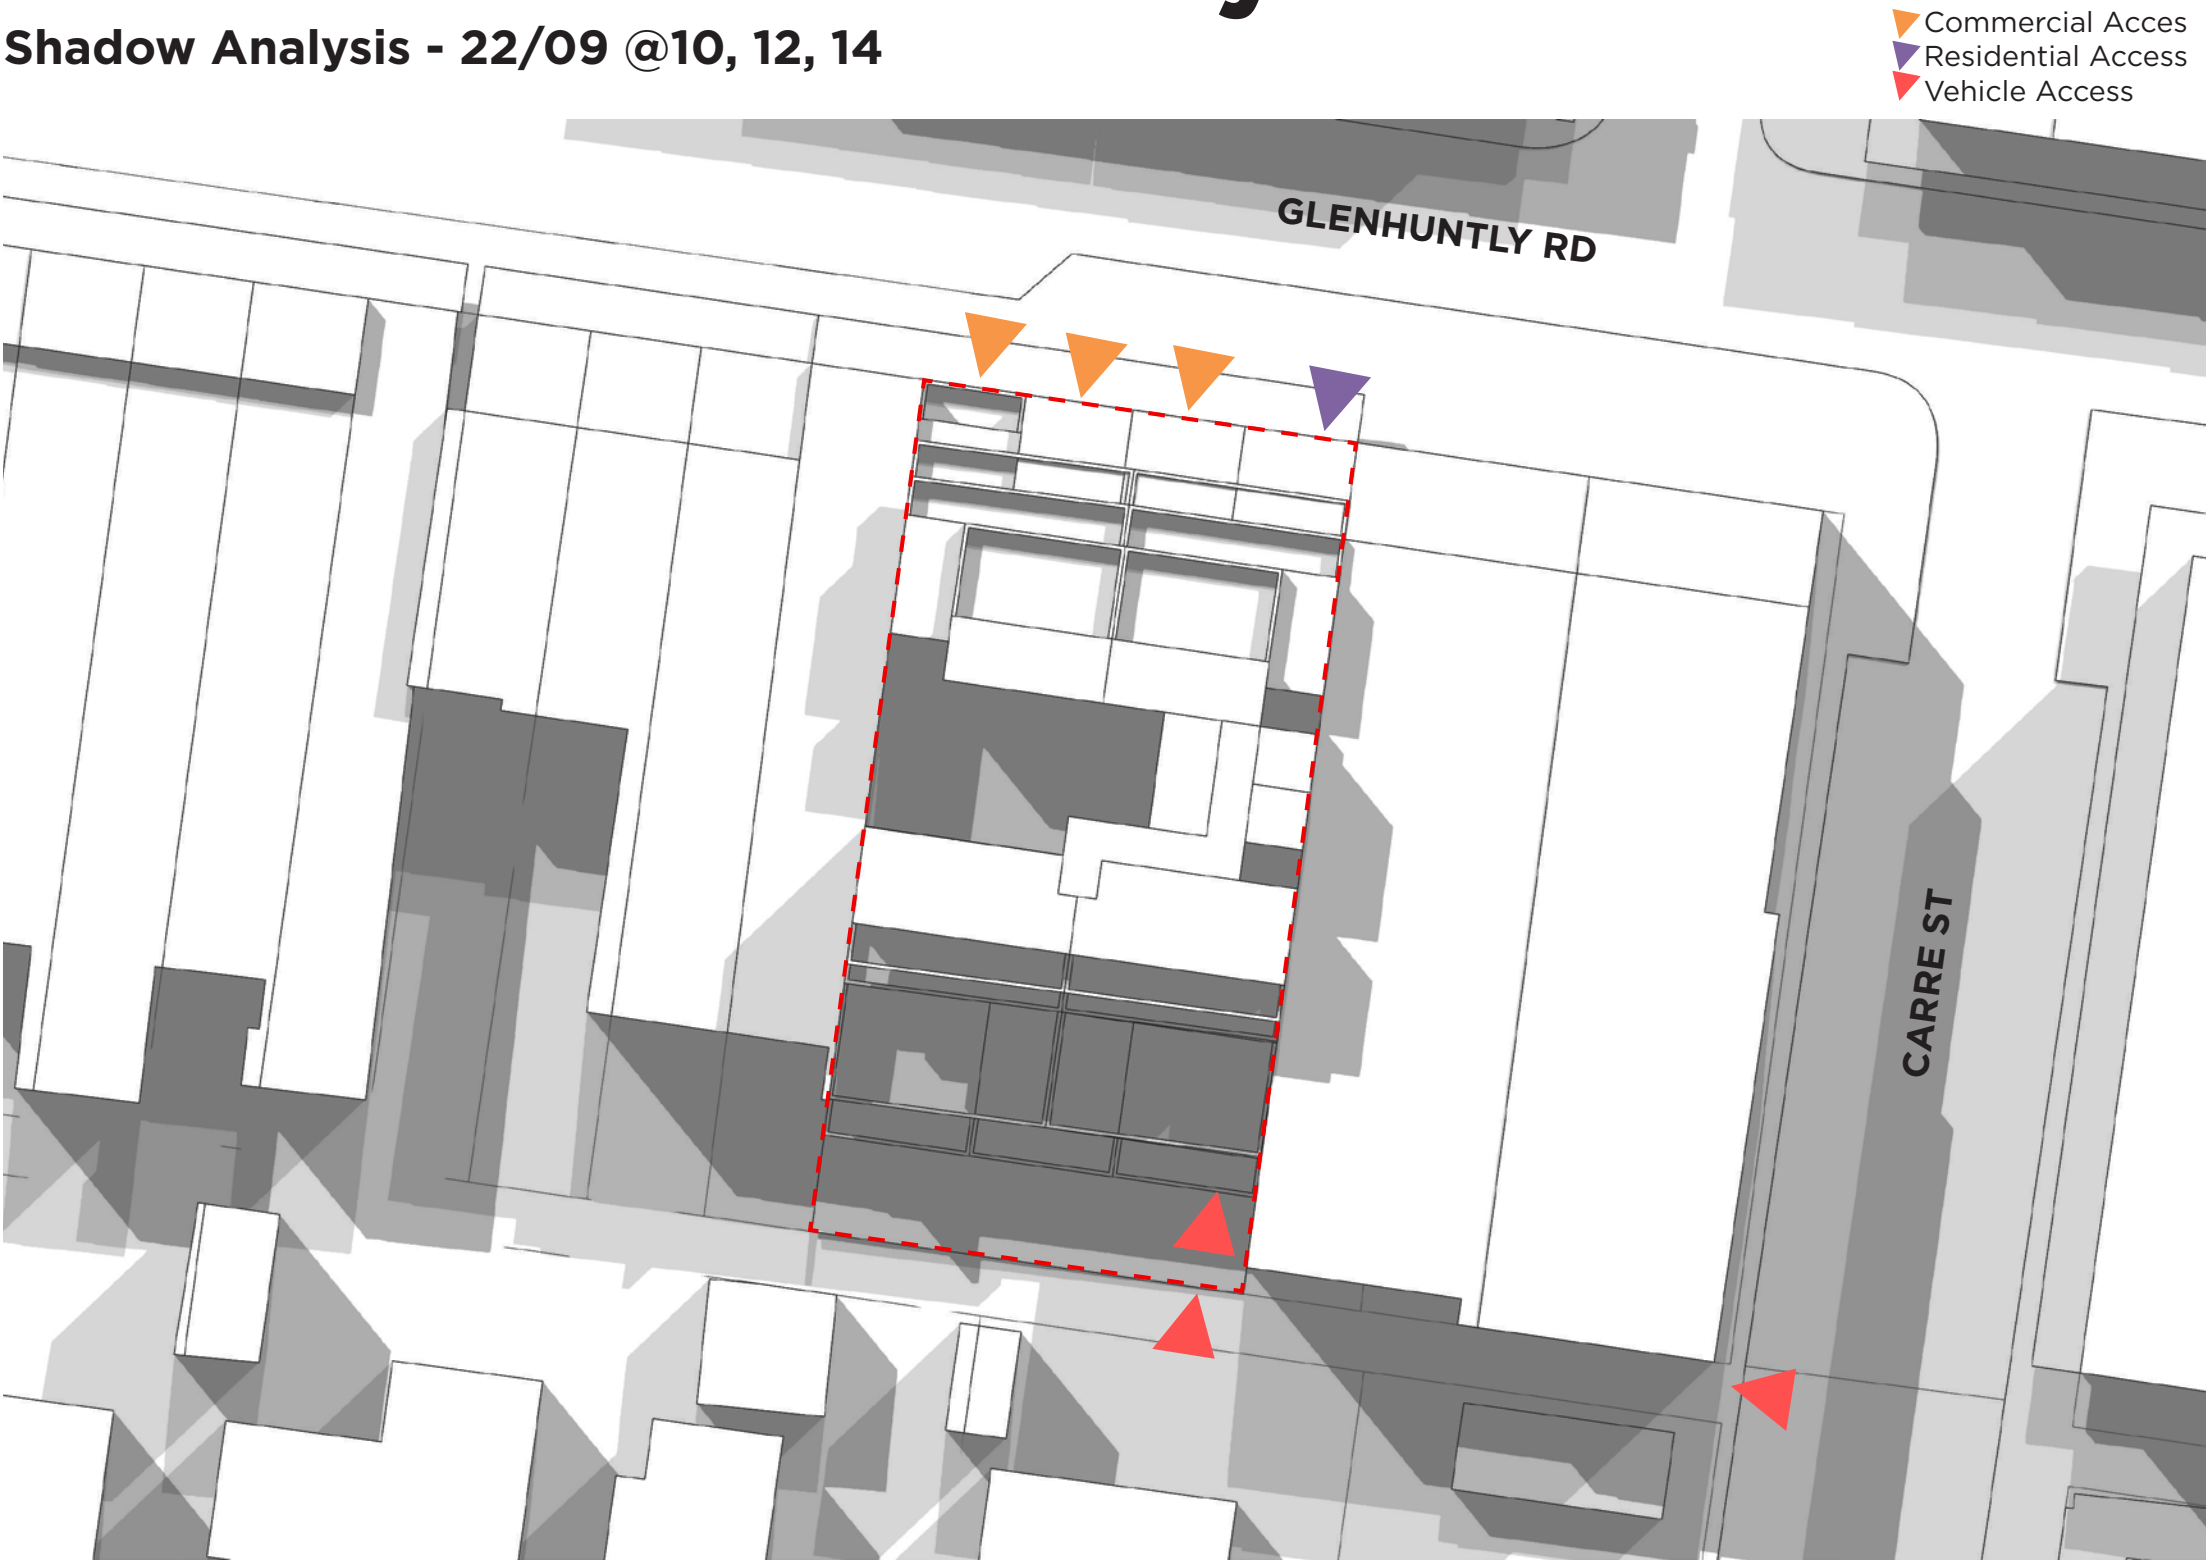 Shadow Analysis - 22/09 @10, 12, 14
Commercial Acces
Residential Access
Vehicle Access
GLENHUNTLY RD
CARRE ST